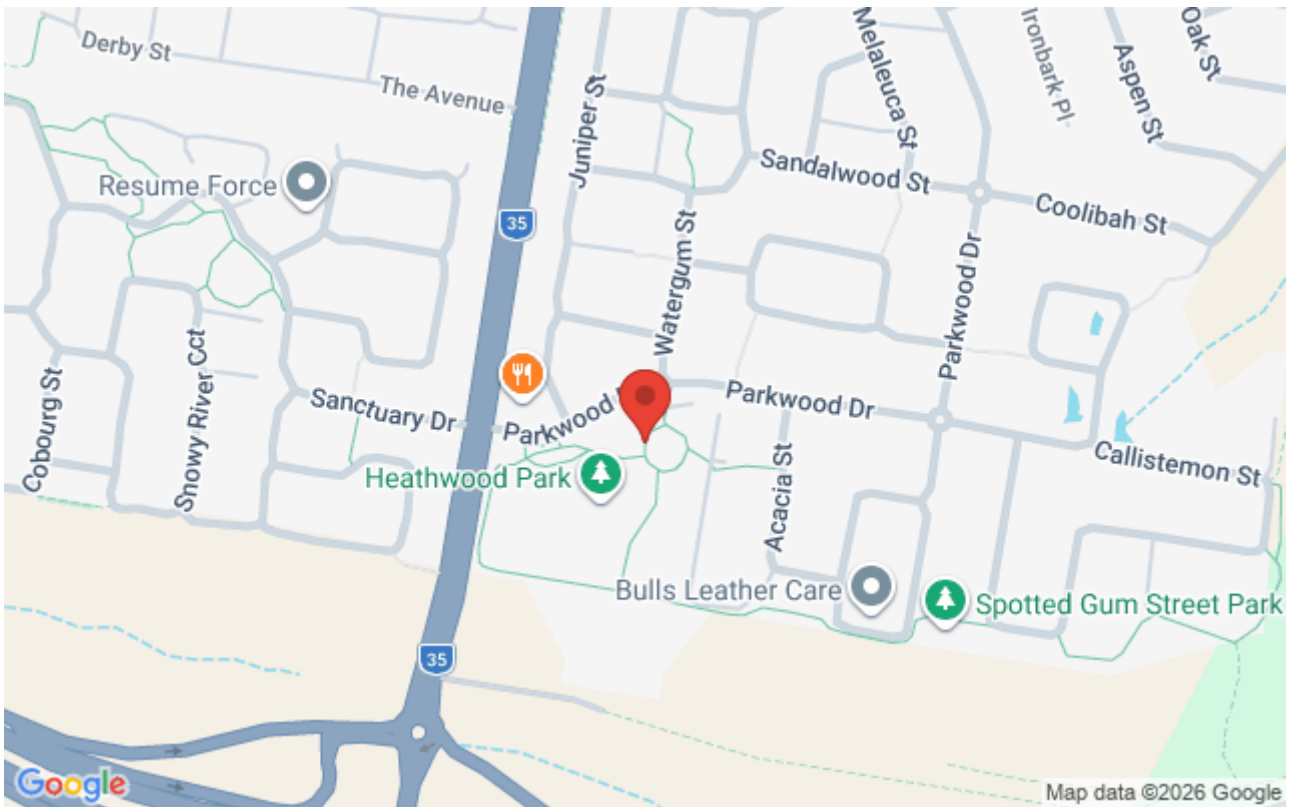 Derby St
The Avenue
Juniper St
Melaleuca St
Ironbark Pl
Aspen St
Oak St
Resume Force
35
Sandalwood St
Coolibah St
Watergum St
Parkwood Dr
Snowy River Cct
Cobourg St
Sanctuary Dr
Parkwood
Parkwood Dr
Callistemon St
Heathwood Park
Acacia St
Bulls Leather Care
Spotted Gum Street Park
35
Google
Map data ©2026 Google